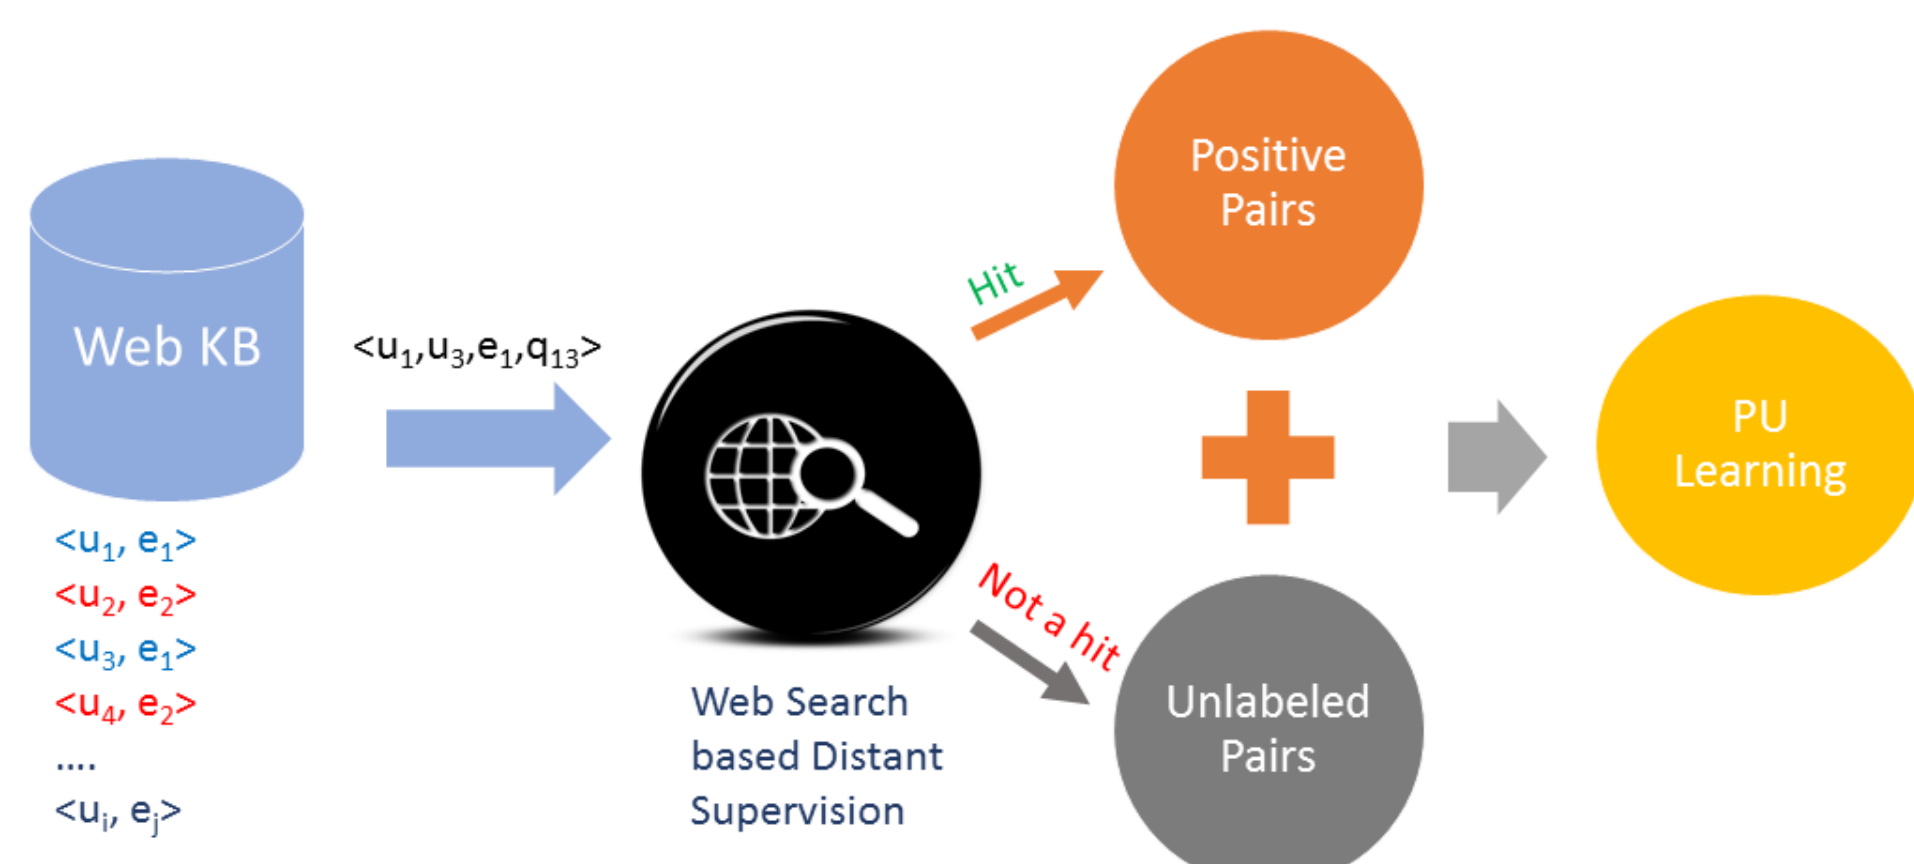 Web KB
<u₁, e₁>
<u₂, e₂>
<u₃, e₁>
<u₄, e₂>
....
<uᵢ, eⱼ>
<u₁,u₃,e₁,q₁₃>
Web Search
based Distant
Supervision
Hit
Not a hit
Positive
Pairs
Unlabeled
Pairs
PU
Learning